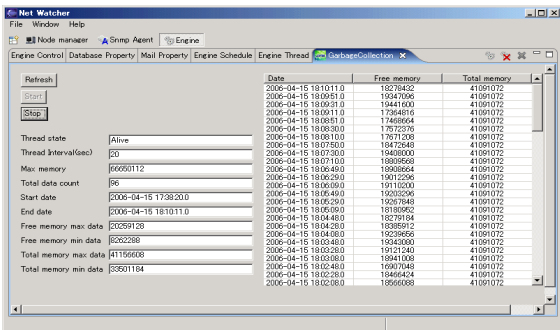 Net Watcher
File Window Help
Node manager Snmp Agent Engine
Engine Control Database Property Mail Property Engine Schedule Engine Thread GarbageCollection
Refresh
Start
Stop
Thread state Alive
Thread Interval(sec) 20
Max memory 66650112
Total data count 96
Start date 2006-04-15 17:38:20.0
End date 2006-04-15 18:10:11.0
Free memory max data 20259128
Free memory min data 8262288
Total memory max data 41156608
Total memory min data 33501184
Date Free memory Total memory
2006-04-15 18:10:11.0 18278432 41091072
2006-04-15 18:09:51.0 19347096 41091072
2006-04-15 18:09:31.0 19441600 41091072
2006-04-15 18:09:11.0 17364816 41091072
2006-04-15 18:08:51.0 17468664 41091072
2006-04-15 18:08:30.0 17572376 41091072
2006-04-15 18:08:10.0 17671208 41091072
2006-04-15 18:07:50.0 18472648 41091072
2006-04-15 18:07:30.0 19408000 41091072
2006-04-15 18:07:10.0 18809568 41091072
2006-04-15 18:06:49.0 18908664 41091072
2006-04-15 18:06:29.0 19012296 41091072
2006-04-15 18:06:09.0 19110200 41091072
2006-04-15 18:05:49.0 19203296 41091072
2006-04-15 18:05:29.0 19267848 41091072
2006-04-15 18:05:09.0 18180952 41091072
2006-04-15 18:04:48.0 18279184 41091072
2006-04-15 18:04:28.0 18385912 41091072
2006-04-15 18:04:08.0 19239656 41091072
2006-04-15 18:03:48.0 19343080 41091072
2006-04-15 18:03:28.0 19121240 41091072
2006-04-15 18:03:08.0 18941008 41091072
2006-04-15 18:02:48.0 16907048 41091072
2006-04-15 18:02:28.0 18466424 41091072
2006-04-15 18:02:08.0 18566088 41091072